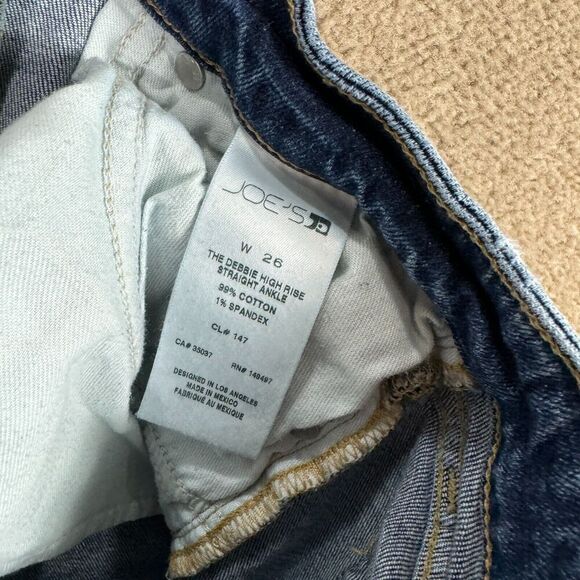 JOE'S
W 26
THE DEBBIE HIGH RISE
STRAIGHT ANKLE
99% COTTON
1% SPANDEX
CL# 147
CA# 35097 RN# 149497
DESIGNED IN LOS ANGELES
MADE IN MEXICO
FABRIQUÉ AU MEXIQUE